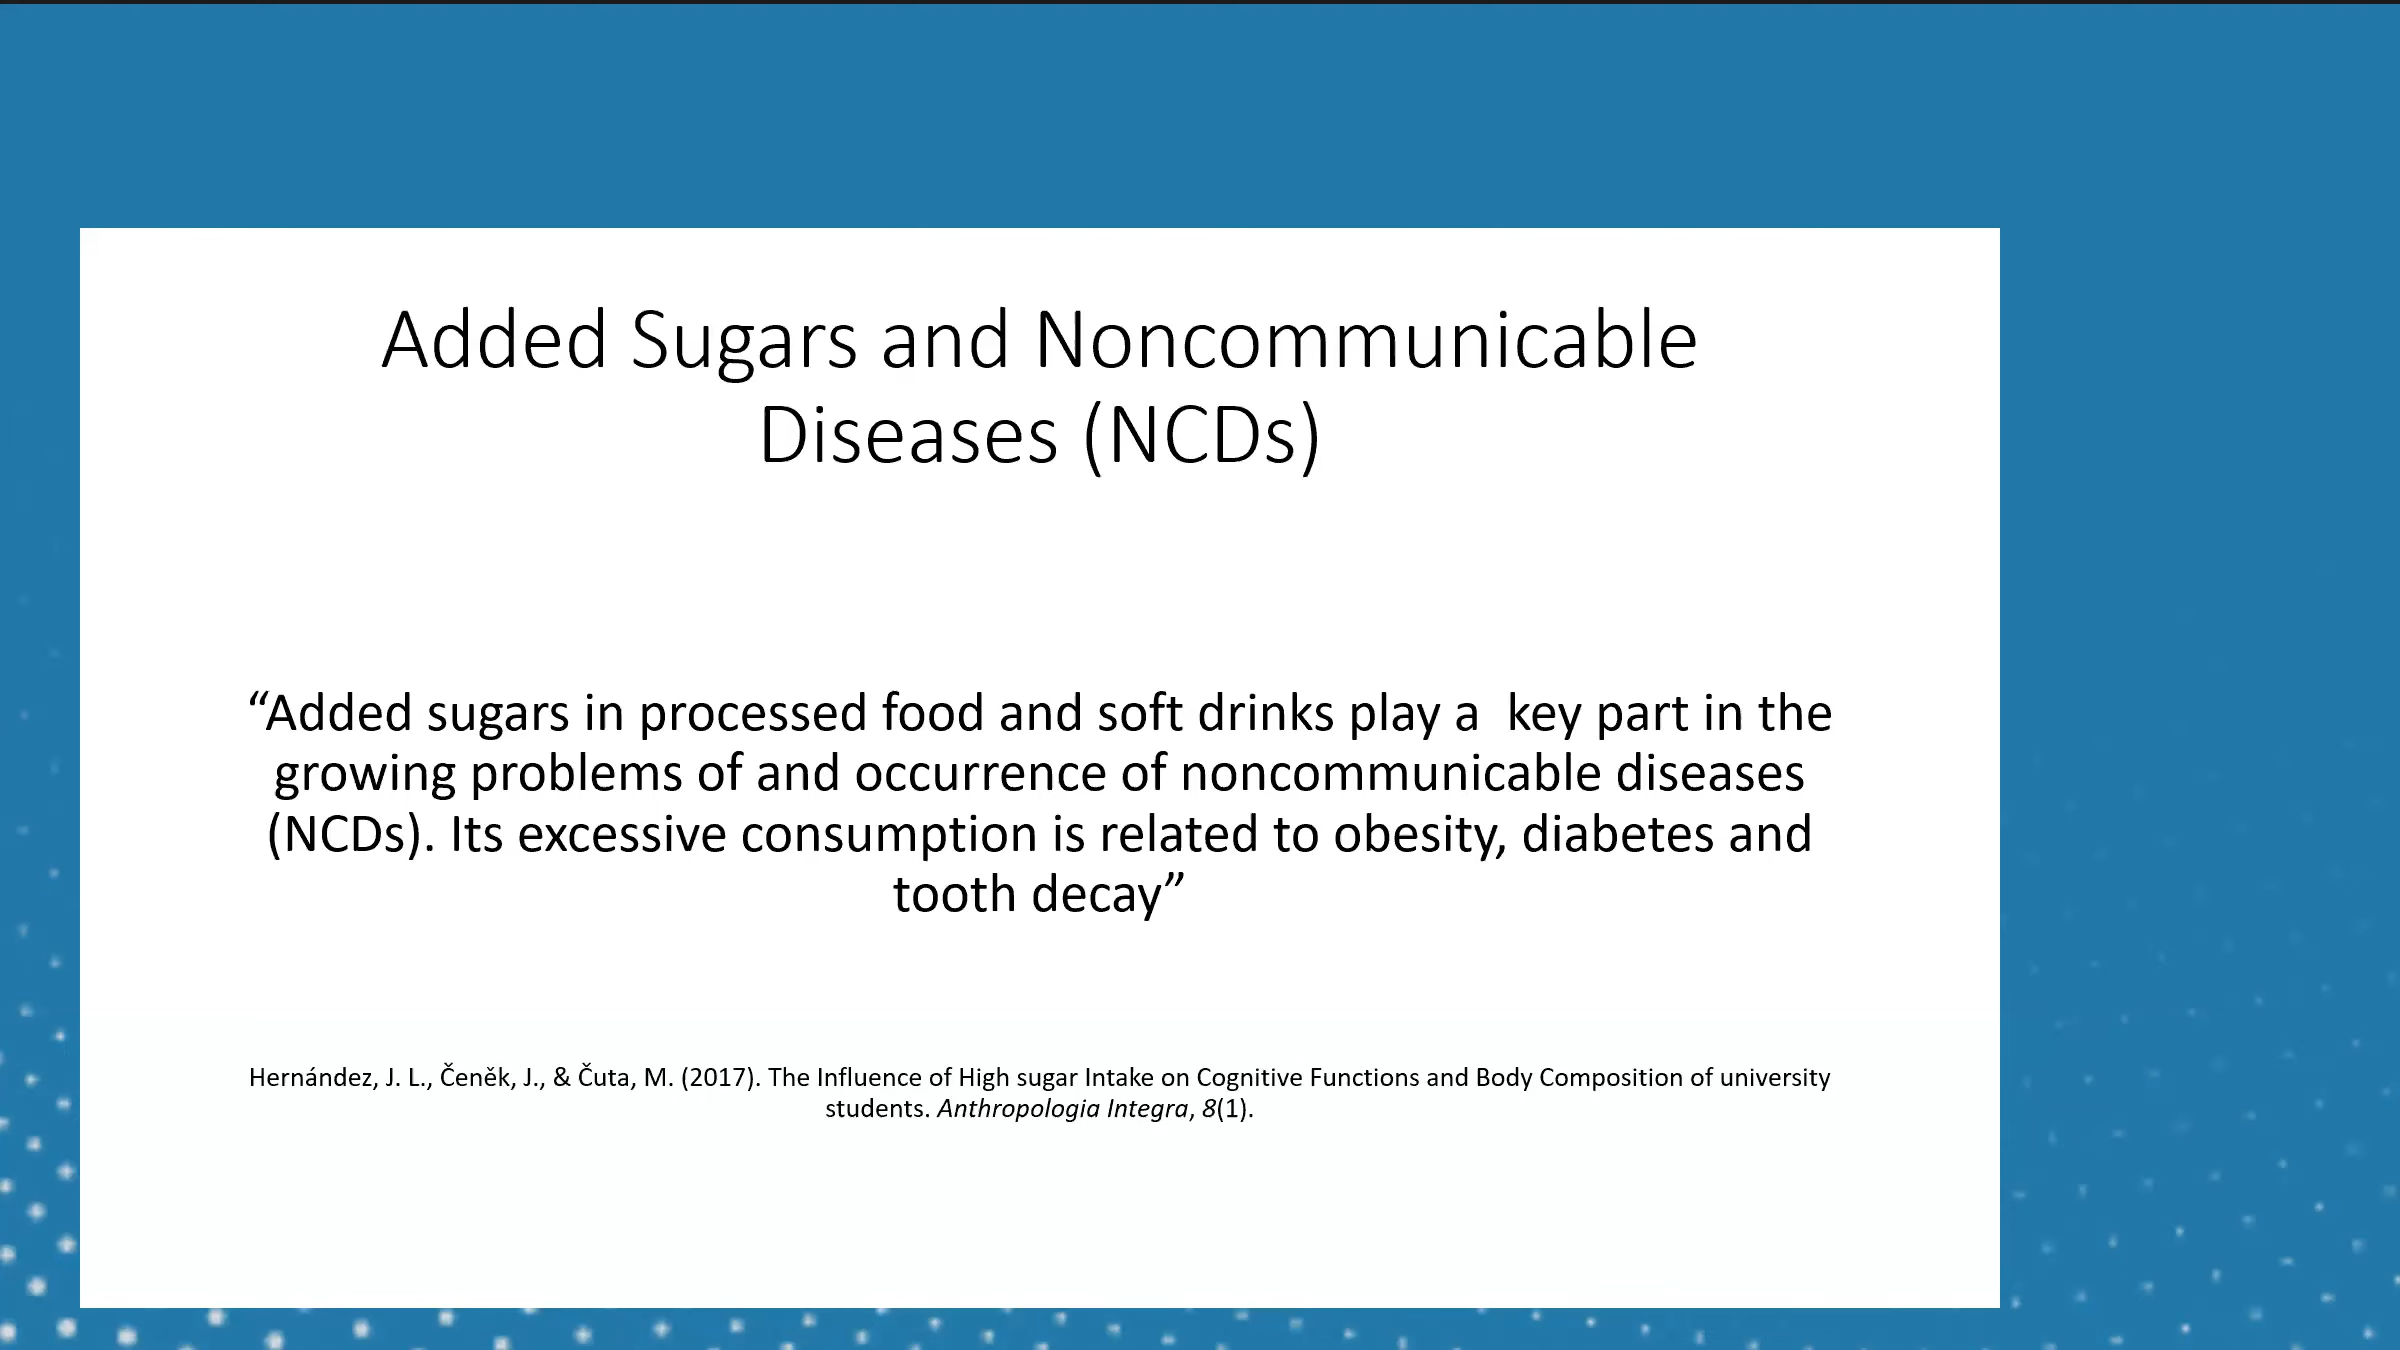 Added Sugars and Noncommunicable
Diseases (NCDs)
“Added sugars in processed food and soft drinks play a  key part in the
growing problems of and occurrence of noncommunicable diseases
(NCDs). Its excessive consumption is related to obesity, diabetes and
tooth decay”
Hernández, J. L., Čeněk, J., & Čuta, M. (2017). The Influence of High sugar Intake on Cognitive Functions and Body Composition of university
students. Anthropologia Integra, 8(1).